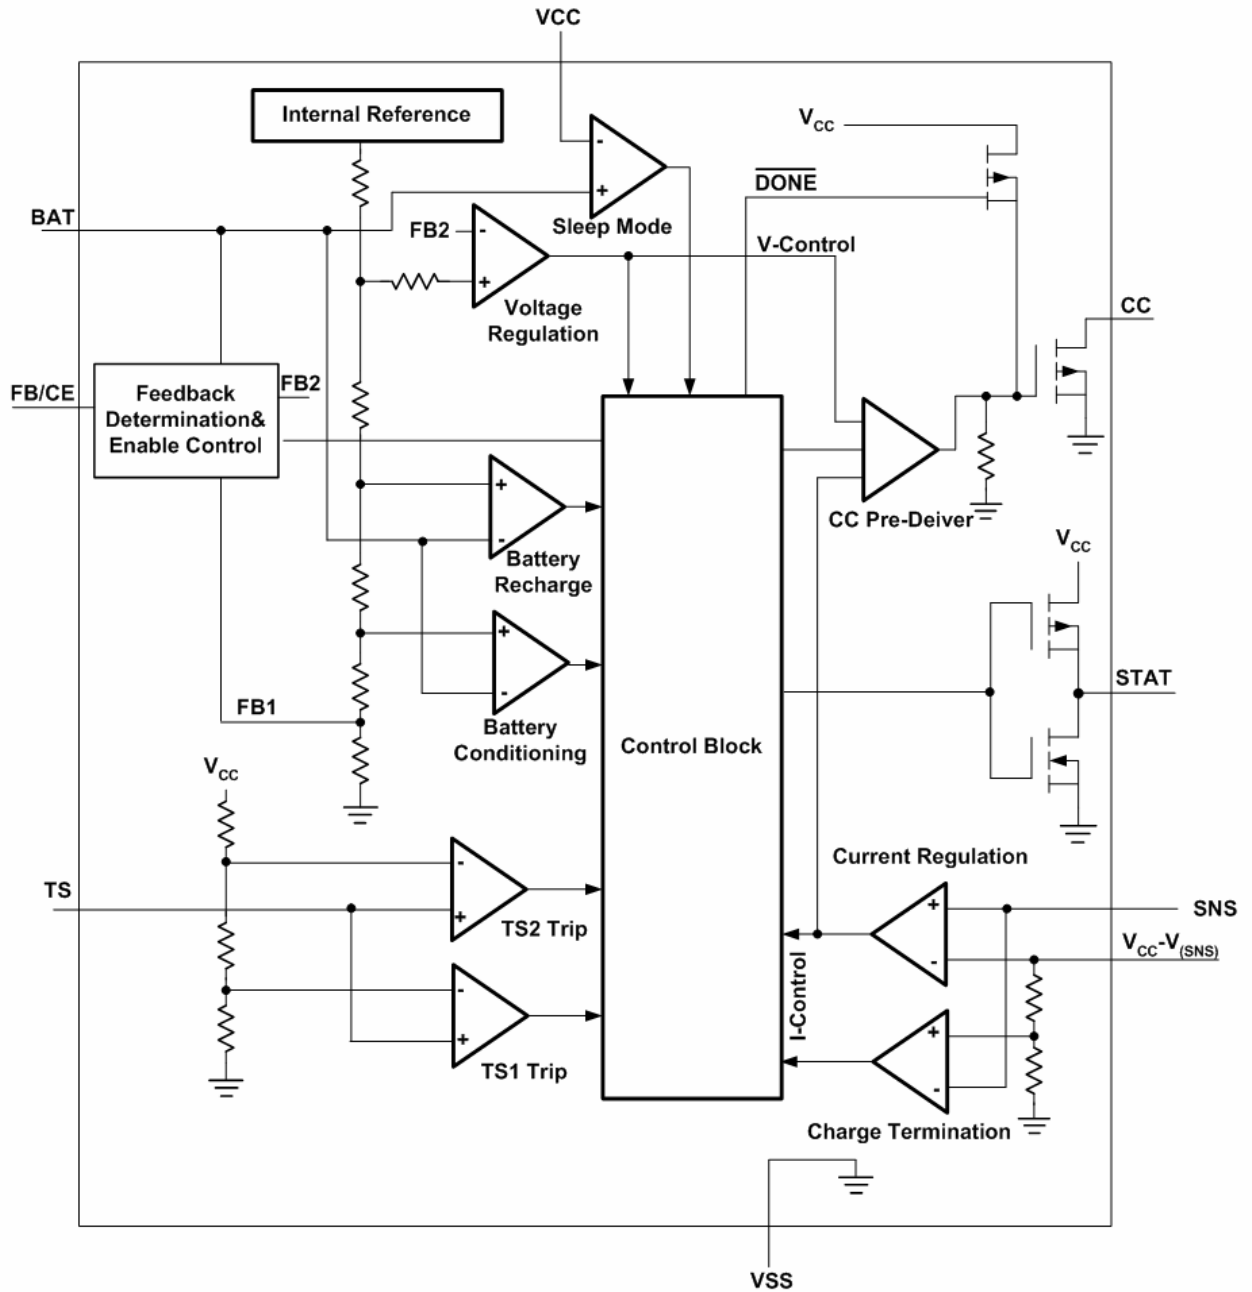 VCC
Internal Reference
VCC
-
+
DONE
BAT
FB2
-
Sleep Mode
V-Control
+
Voltage
Regulation
CC
FB/CE
Feedback
Determination&
Enable Control
FB2
+
-
Battery
Recharge
CC Pre-Deiver
VCC
+
-
Battery
Conditioning
STAT
FB1
Control Block
VCC
-
+
TS2 Trip
TS
Current Regulation
+
-
SNS
VCC-V(SNS)
I-Control
-
+
TS1 Trip
+
-
Charge Termination
VSS